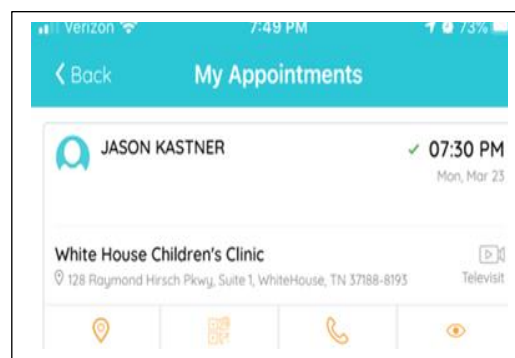 Verizon 7:49 PM 73%
Back My Appointments
JASON KASTNER 07:30 PM
Mon, Mar 23
White House Children's Clinic
128 Raymond Hirsch Pkwy, Suite 1, WhiteHouse, TN 37188-8193 Televisit